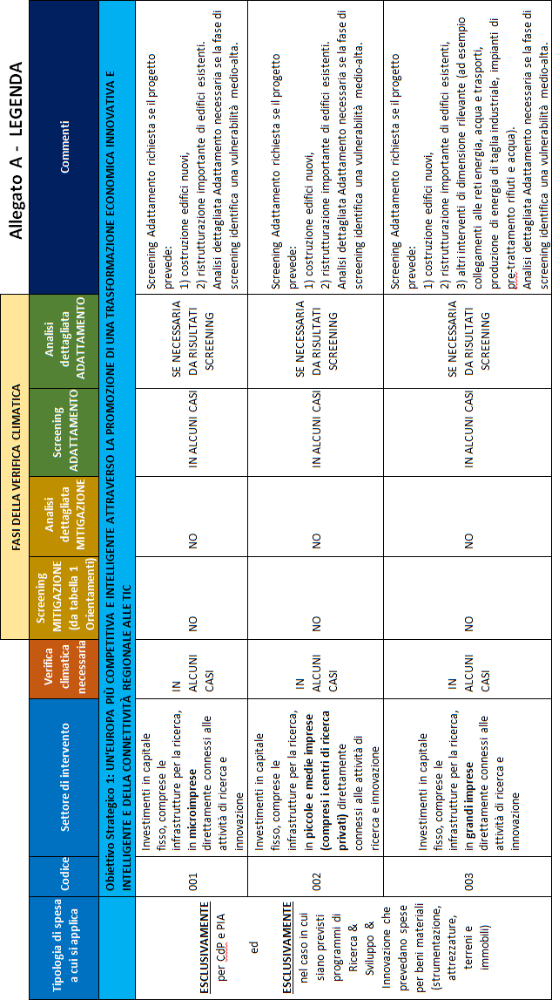 Allegato A - LEGENDA
FASI DELLA VERIFICA CLIMATICA
Tipologia di spesa
a cui si applica
Codice
Settore di intervento
Verifica
climatica
necessaria
Screening
MITIGAZIONE
(da tabella 1
Orientamenti)
Analisi
dettagliata
MITIGAZIONE
Screening
ADATTAMENTO
Analisi
dettagliata
ADATTAMENTO
Commenti
Obiettivo Strategico 1: UN'EUROPA PIÙ COMPETITIVA E INTELLIGENTE ATTRAVERSO LA PROMOZIONE DI UNA TRASFORMAZIONE ECONOMICA INNOVATIVA E
INTELLIGENTE E DELLA CONNETTIVITÀ REGIONALE ALLE TIC
ESCLUSIVAMENTE
per CdP e PIA
ed
ESCLUSIVAMENTE
nel caso in cui
siano previsti
programmi di
Ricerca &
Sviluppo &
Innovazione che
prevedano spese
per beni materiali
(strumentazione,
attrezzature,
terreni e
immobili)
001
Investimenti in capitale
fisso, comprese le
infrastrutture per la ricerca,
in microimprese
direttamente connessi alle
attività di ricerca e
innovazione
IN
ALCUNI
CASI
NO
NO
IN ALCUNI CASI
SE NECESSARIA
DA RISULTATI
SCREENING
Screening Adattamento richiesta se il progetto
prevede:
1) costruzione edifici nuovi,
2) ristrutturazione importante di edifici esistenti.
Analisi dettagliata Adattamento necessaria se la fase di
screening identifica una vulnerabilità medio-alta.
002
Investimenti in capitale
fisso, comprese le
infrastrutture per la ricerca,
in piccole e medie imprese
(compresi i centri di ricerca
privati) direttamente
connessi alle attività di
ricerca e innovazione
IN
ALCUNI
CASI
NO
NO
IN ALCUNI CASI
SE NECESSARIA
DA RISULTATI
SCREENING
Screening Adattamento richiesta se il progetto
prevede:
1) costruzione edifici nuovi,
2) ristrutturazione importante di edifici esistenti.
Analisi dettagliata Adattamento necessaria se la fase di
screening identifica una vulnerabilità medio-alta.
003
Investimenti in capitale
fisso, comprese le
infrastrutture per la ricerca,
in grandi imprese
direttamente connessi alle
attività di ricerca e
innovazione
IN
ALCUNI
CASI
NO
NO
IN ALCUNI CASI
SE NECESSARIA
DA RISULTATI
SCREENING
Screening Adattamento richiesta se il progetto
prevede:
1) costruzione edifici nuovi,
2) ristrutturazione importante di edifici esistenti,
3) altri interventi di dimensione rilevante (ad esempio
collegamenti alle reti energia, acqua e trasporti,
produzione di energia di taglia industriale, impianti di
pre-trattamento rifiuti e acqua).
Analisi dettagliata Adattamento necessaria se la fase di
screening identifica una vulnerabilità medio-alta.